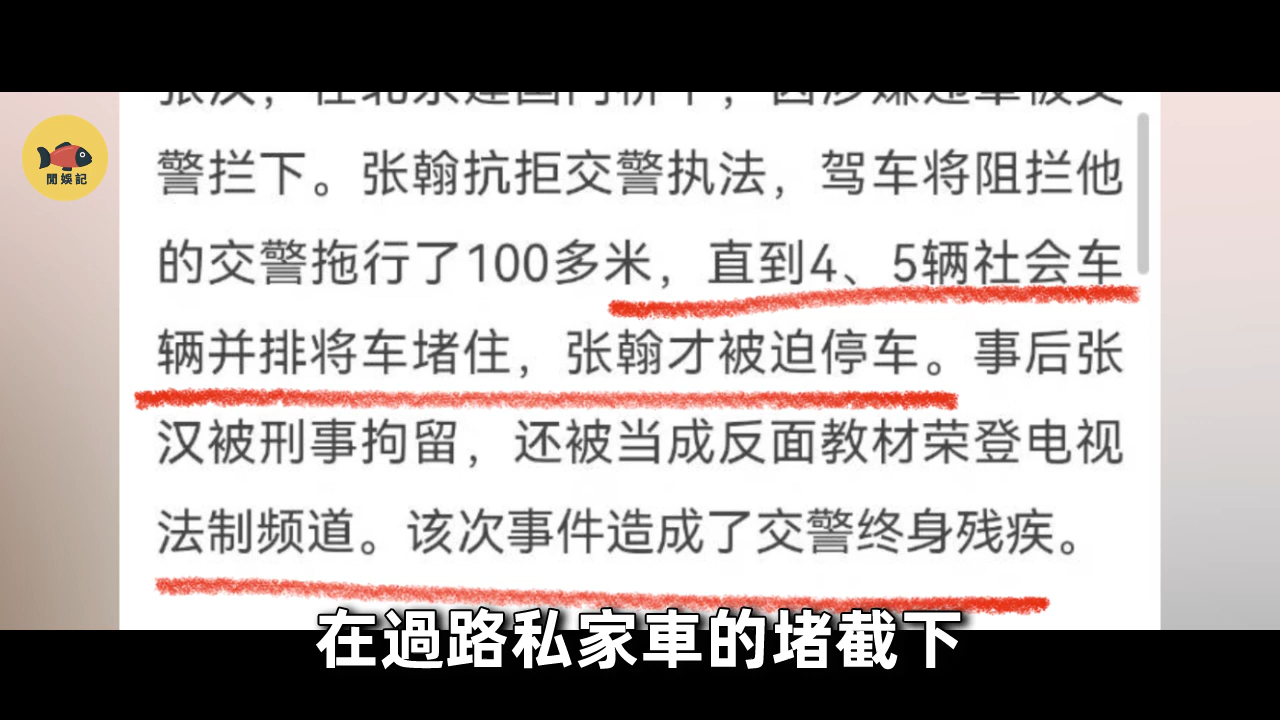 閒娛記
警拦下。张翰抗拒交警执法，驾车将阻拦他
的交警拖行了100多米，直到4、5辆社会车
辆并排将车堵住，张翰才被迫停车。事后张
汉被刑事拘留，还被当成反面教材荣登电视
法制频道。该次事件造成了交警终身残疾。
在過路私家車的堵截下